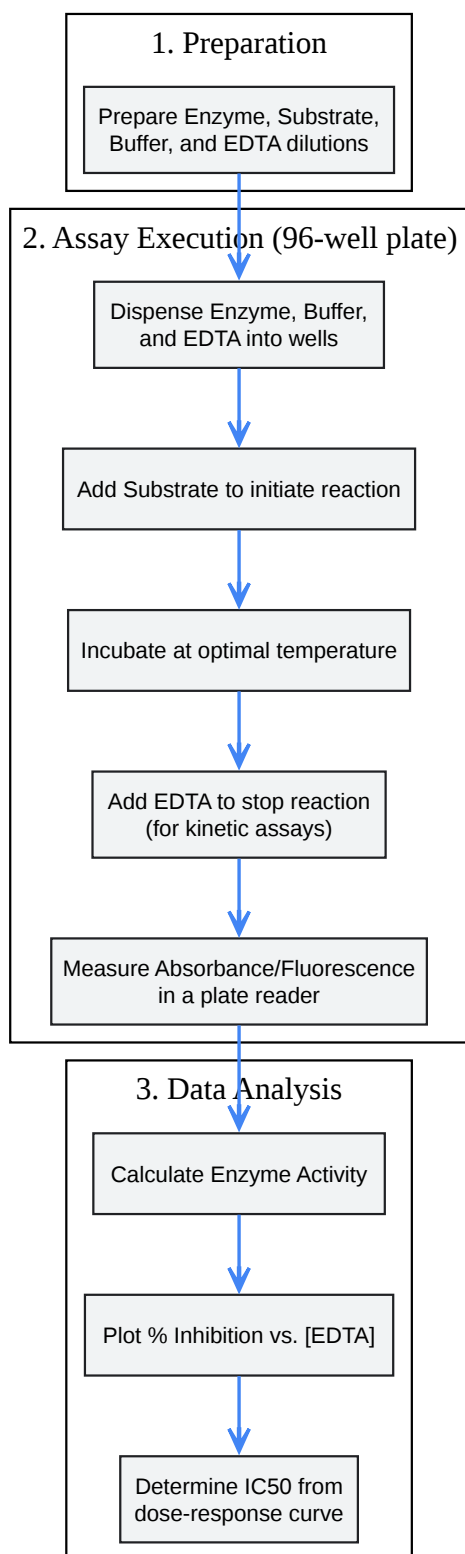 1. Preparation
Prepare Enzyme, Substrate,
Buffer, and EDTA dilutions
2. Assay Execution (96-well plate)
Dispense Enzyme, Buffer,
and EDTA into wells
Add Substrate to initiate reaction
Incubate at optimal temperature
Add EDTA to stop reaction
(for kinetic assays)
Measure Absorbance/Fluorescence
in a plate reader
3. Data Analysis
Calculate Enzyme Activity
Plot % Inhibition vs. [EDTA]
Determine IC50 from
dose-response curve